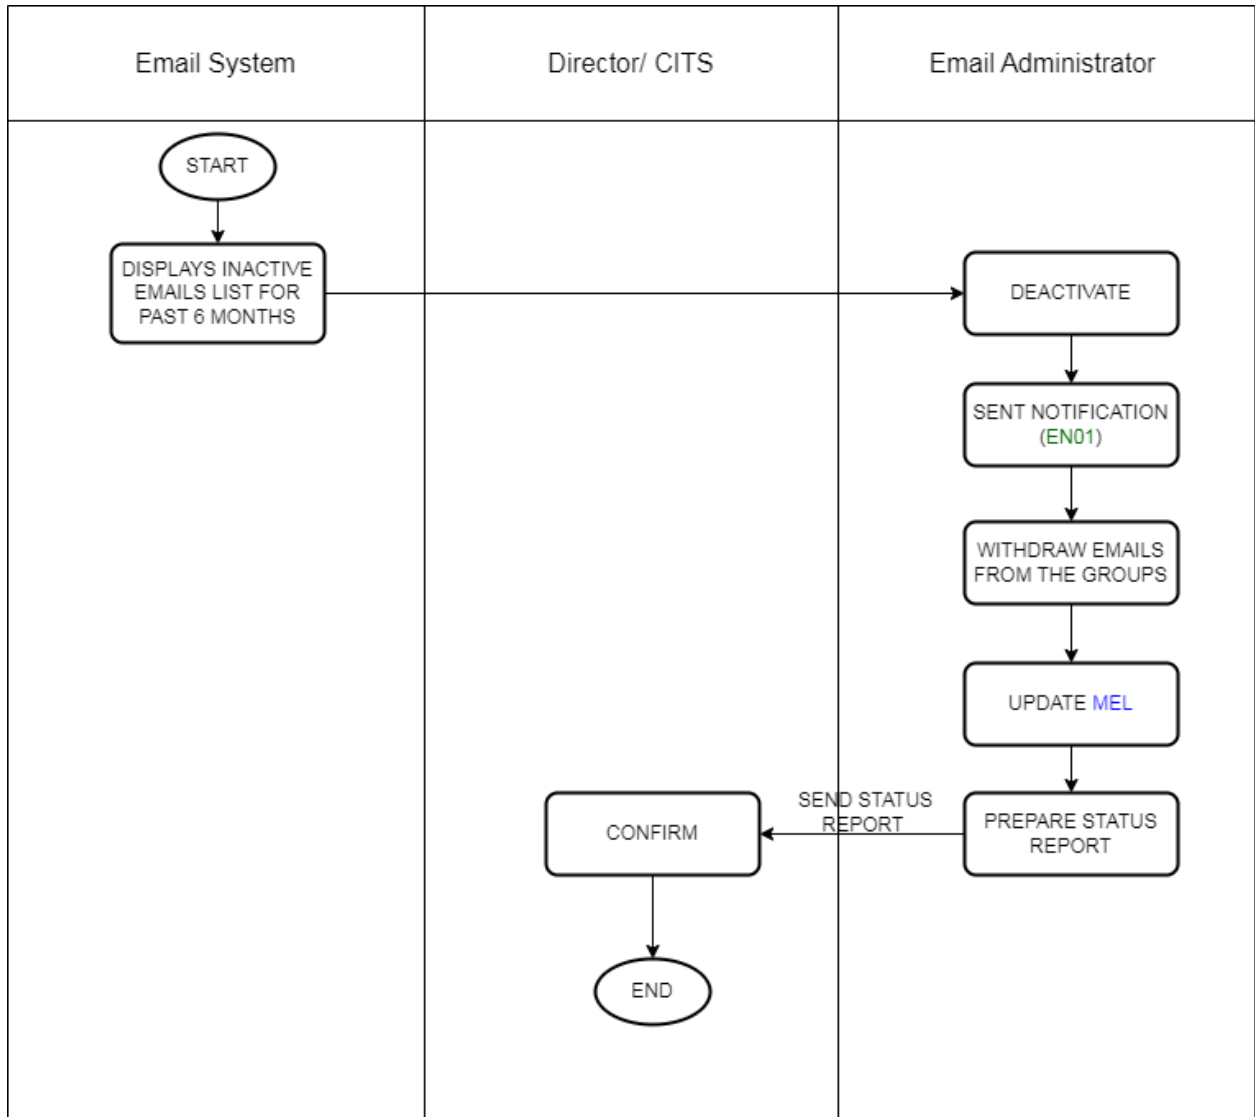 Email System
Director/ CITS
Email Administrator
START
DISPLAYS INACTIVE
EMAILS LIST FOR
PAST 6 MONTHS
DEACTIVATE
SENT NOTIFICATION
(EN01)
WITHDRAW EMAILS
FROM THE GROUPS
UPDATE MEL
PREPARE STATUS
REPORT
SEND STATUS
REPORT
CONFIRM
END